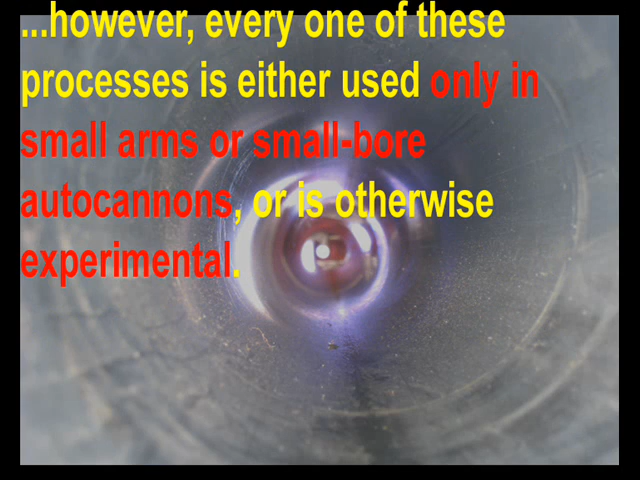 ...however, every one of these
processes is either used only in
small arms or small-bore
autocannons, or is otherwise
experimental.